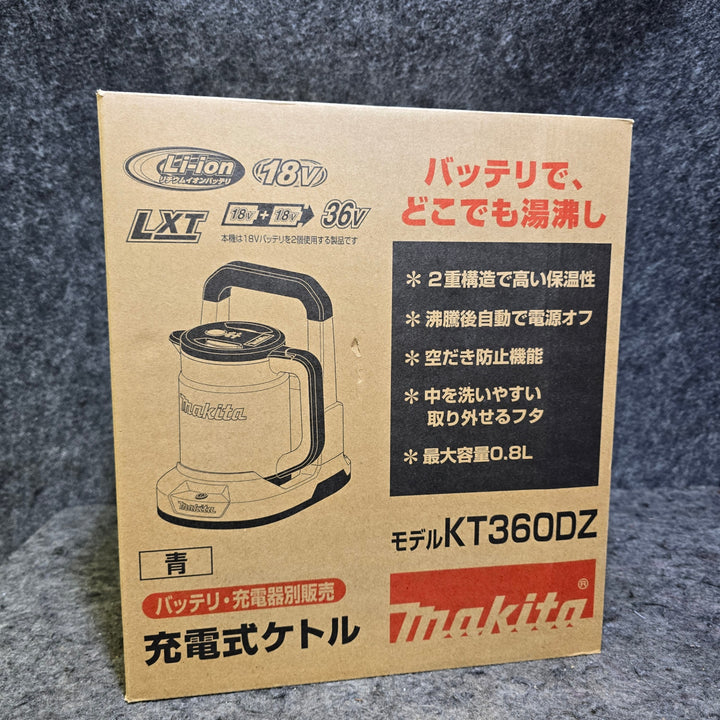 Li-ion
リチウムイオンバッテリ
18V
LXT
18V + 18V 36V
本機は18Vバッテリを2個使用する製品です
バッテリで、
どこでも湯沸し
＊2重構造で高い保温性
＊沸騰後自動で電源オフ
＊空だき防止機能
＊中を洗いやすい
取り外せるフタ
＊最大容量0.8L
makita
makita
モデルKT360DZ
青
バッテリ・充電器別販売
充電式ケトル
makita®